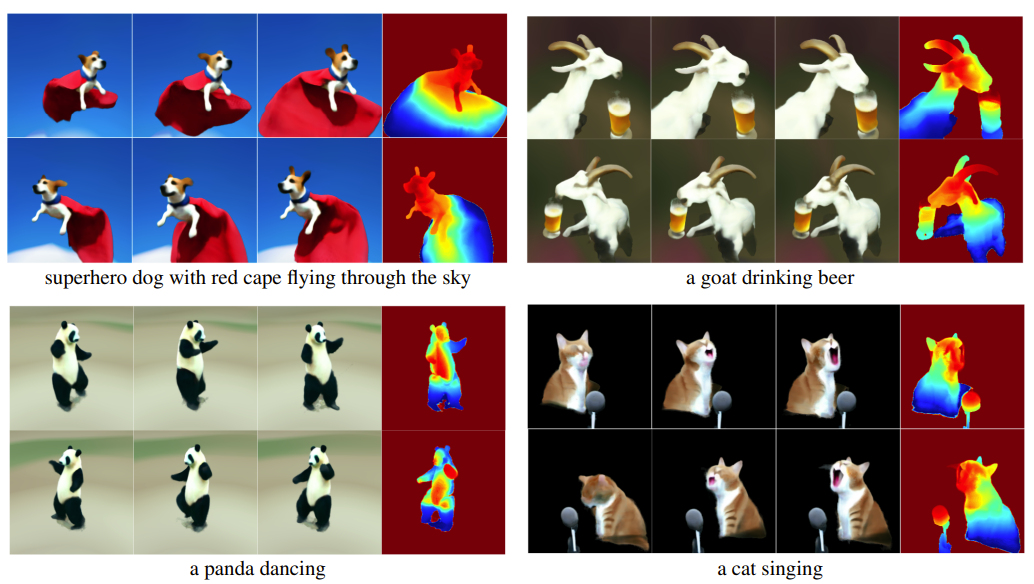 superhero dog with red cape flying through the sky
a goat drinking beer
a panda dancing
a cat singing